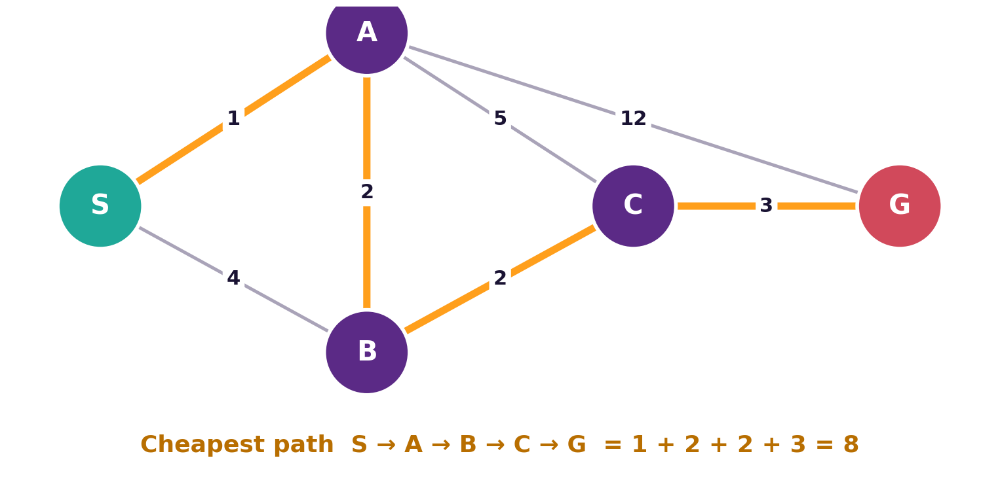 A
1
5
12
2
S
C
3
G
4
2
B
Cheapest path S → A → B → C → G = 1 + 2 + 2 + 3 = 8